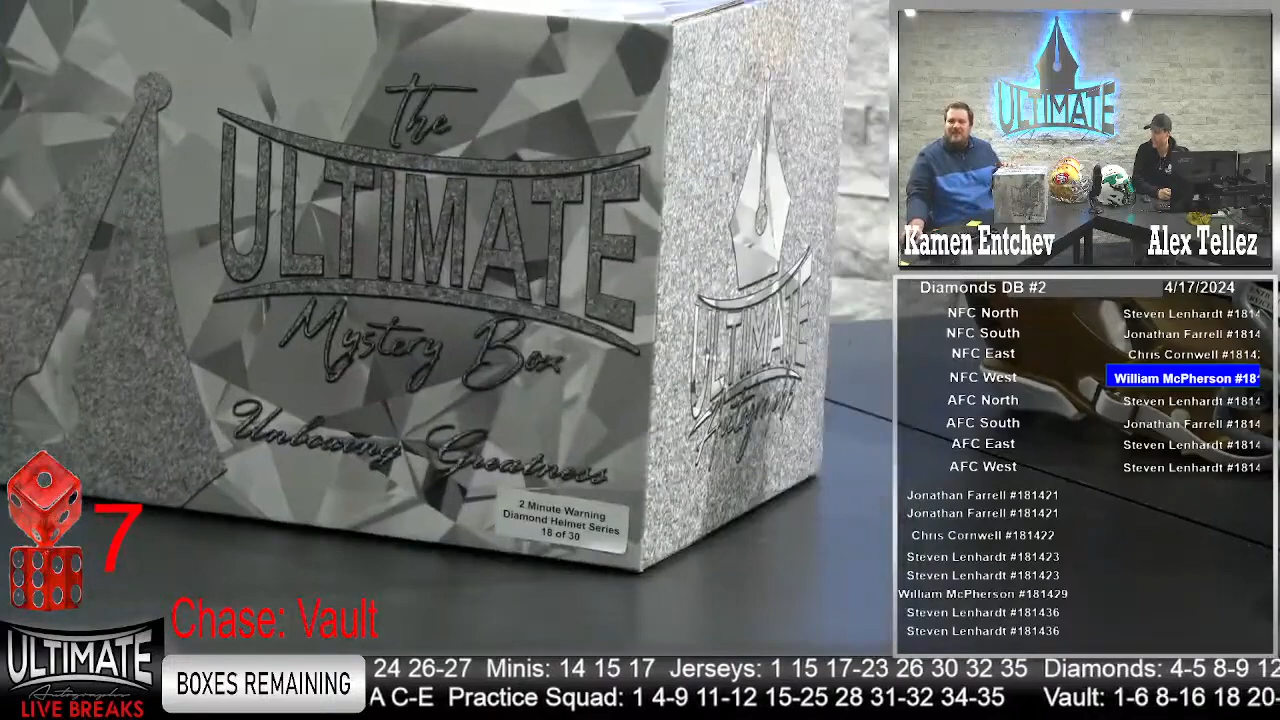 the
ULTIMATE
Mystery Box
Unboxing Greatness
2 Minute Warning
Diamond Helmet Series
18 of 30
ULTIMATE
Autographs
ULTIMATE
Kamen Entchev
Alex Tellez
Diamonds DB #2 4/17/2024
NFC North Steven Lenhardt #1814
NFC South Jonathan Farrell #1814
NFC East Chris Cornwell #1814
NFC West William McPherson #18
AFC North Steven Lenhardt #1814
AFC South Jonathan Farrell #1814
AFC East Steven Lenhardt #1814
AFC West Steven Lenhardt #1814
Jonathan Farrell #181421
Jonathan Farrell #181421
Chris Cornwell #181422
Steven Lenhardt #181423
Steven Lenhardt #181423
William McPherson #181429
Steven Lenhardt #181436
Steven Lenhardt #181436
7
Chase: Vault
ULTIMATE
Autographs
LIVE BREAKS
BOXES REMAINING
24 26-27 Minis: 14 15 17 Jerseys: 1 15 17-23 26 30 32 35 Diamonds: 4-5 8-9 12
A C-E Practice Squad: 1 4-9 11-12 15-25 28 31-32 34-35 Vault: 1-6 8-16 18 20-